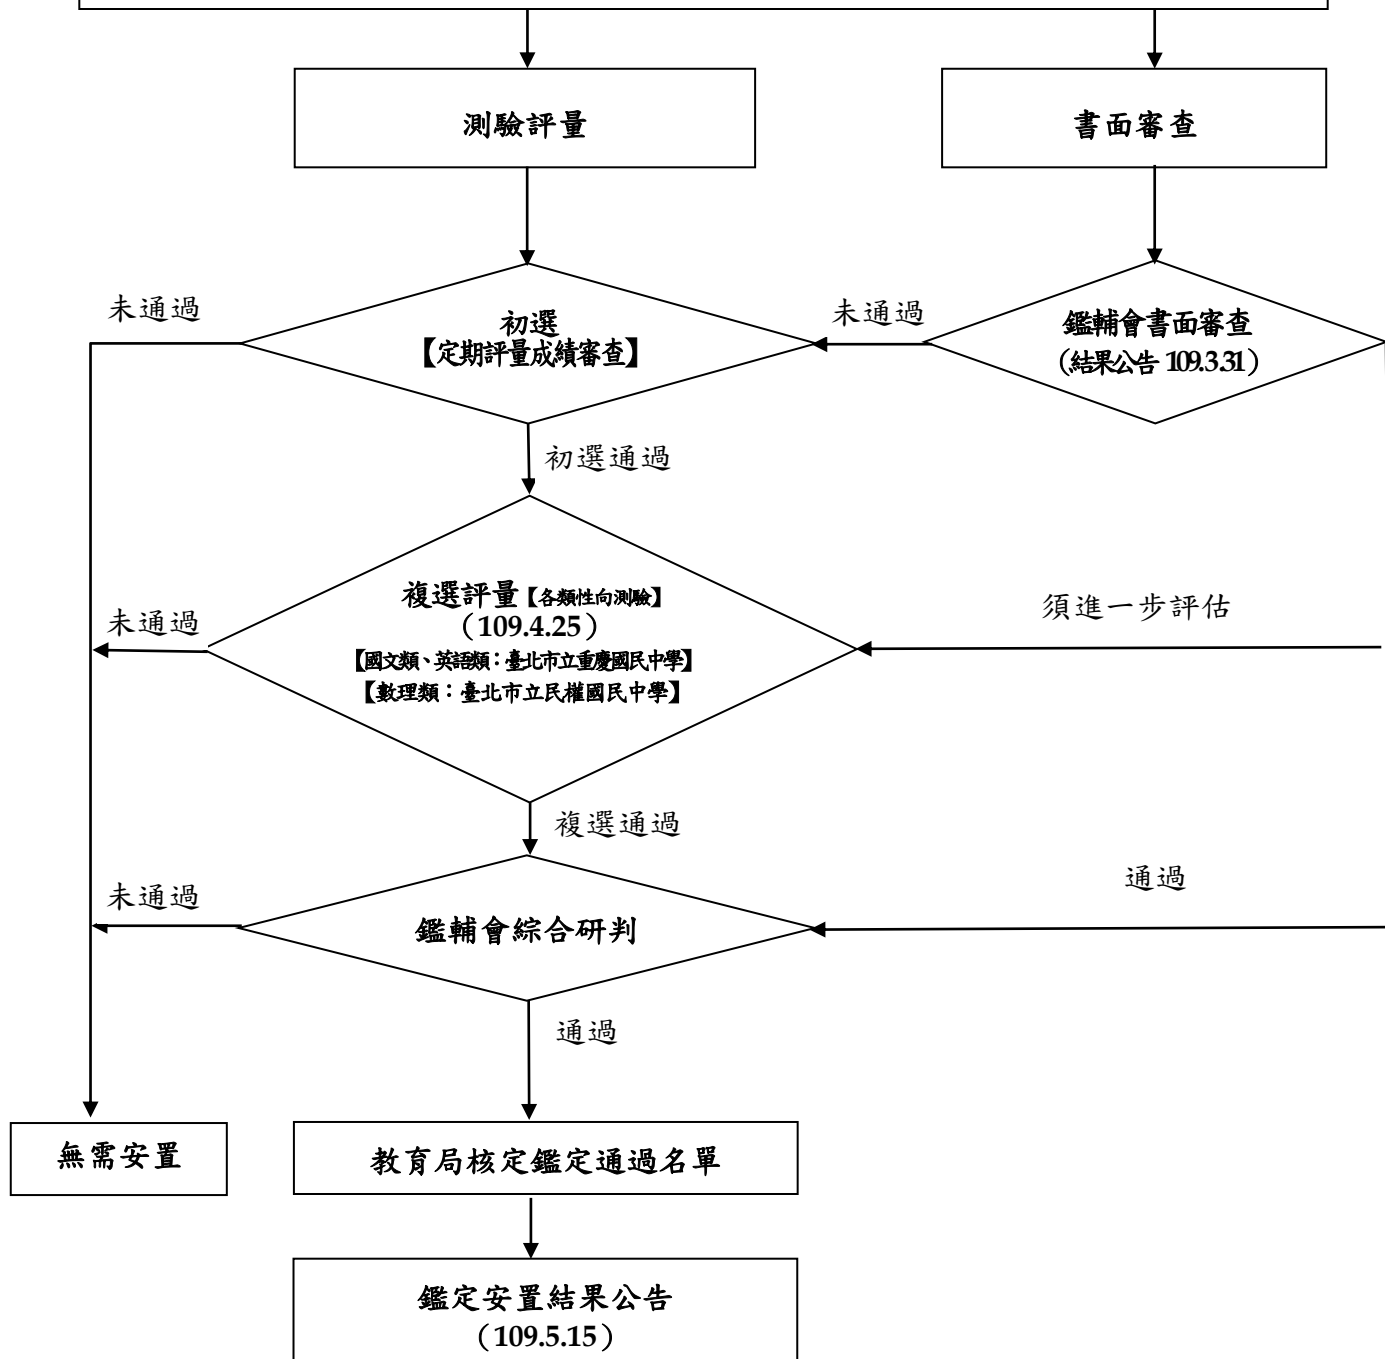 測驗評量
書面審查
未通過
初選
【定期評量成績審查】
未通過
鑑輔會書面審查
（結果公告 109.3.31）
初選通過
複選評量【各類性向測驗】
（109.4.25）
【國文類、英語類：臺北市立重慶國民中學】
【數理類：臺北市立民權國民中學】
未通過
須進一步評估
複選通過
未通過
鑑輔會綜合研判
通過
通過
無需安置
教育局核定鑑定通過名單
鑑定安置結果公告
（109.5.15）